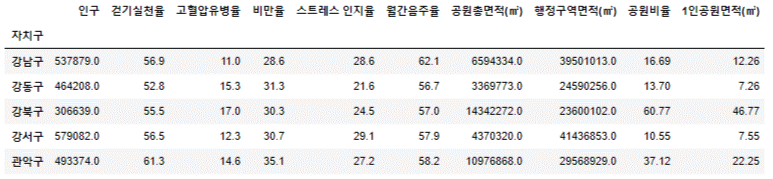 인구 걷기실천율 고혈압유병율 비만율 스트레스 인지율 월간음주율 공원총면적(㎡) 행정구역면적(㎡) 공원비율 1인공원면적(㎡)
자치구
강남구 537879.0 56.9 11.0 28.6 28.6 62.1 6594334.0 39501013.0 16.69 12.26
강동구 464208.0 52.8 15.3 31.3 21.6 56.7 3369773.0 24590256.0 13.70 7.26
강북구 306639.0 55.5 17.0 30.3 24.5 57.0 14342272.0 23600102.0 60.77 46.77
강서구 579082.0 56.5 12.3 30.7 29.1 57.9 4370320.0 41436853.0 10.55 7.55
관악구 493374.0 61.3 14.6 35.1 27.2 58.2 10976868.0 29568929.0 37.12 22.25